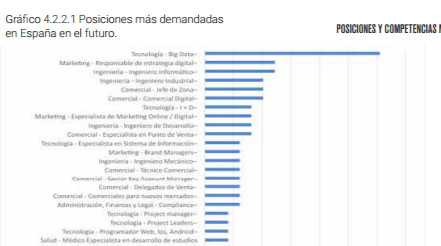 Gráfico 4.2.2.1 Posiciones más demandadas
en España en el futuro.
POSICIONES Y COMPETENCIAS
Tecnología - Big Data
Marketing - Responsable de estrategia digital
Ingeniería - Ingeniero Informático
Ingeniería - Ingeniero Industrial
Comercial - Jefe de Zona
Comercial - Comercial Digital
Tecnología - I + D
Marketing - Especialista de Marketing Online / Digital
Ingeniería - Ingeniero de Desarrollo
Comercial - Especialista en Punto de Venta
Tecnología - Especialista en Sistema de Información
Marketing - Brand Managers
Ingeniería - Ingeniero Mecánico
Comercial - Técnico Comercial
Comercial - Senior Key Account Manager
Comercial - Delegados de Venta
Comercial - Comerciales para nuevos mercados
Administración, Finanzas y Legal - Compliance
Tecnología - Project manager
Tecnología - Project Leaders
Tecnología - Programador Web, Ios, Android
Salud - Médico Especialista en desarrollo de estudios